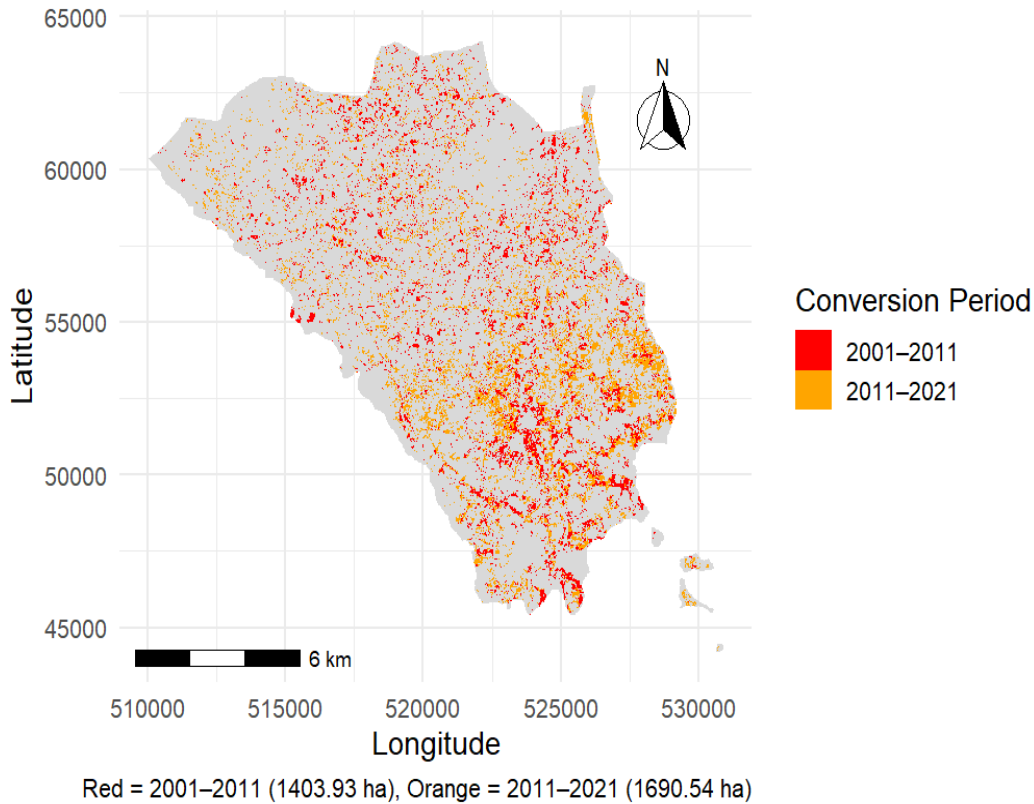 65000
60000
55000
50000
45000
Latitude
N
6 km
510000 515000 520000 525000 530000
Longitude
Conversion Period
2001–2011
2011–2021
Red = 2001–2011 (1403.93 ha), Orange = 2011–2021 (1690.54 ha)